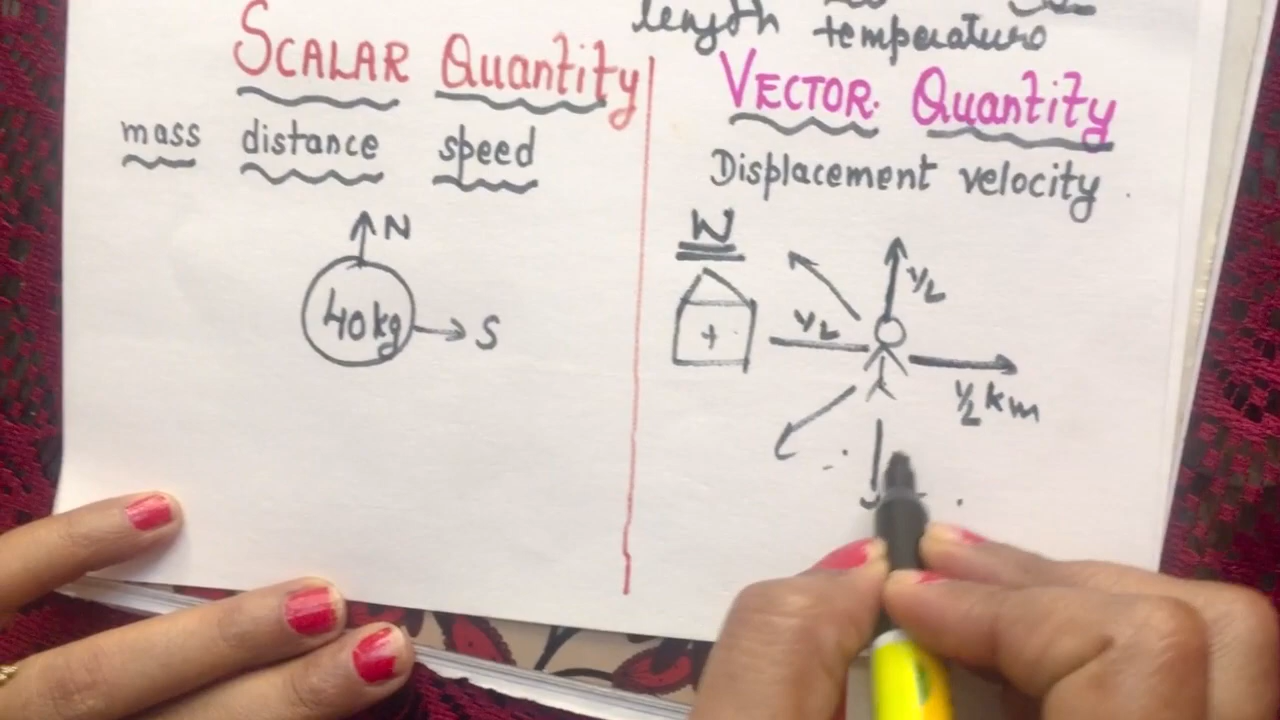 length temperature
SCALAR Quantity
mass distance speed
N
40kg
S
VECTOR. Quantity
Displacement velocity
W
+
1/2
1/2
1/2 km